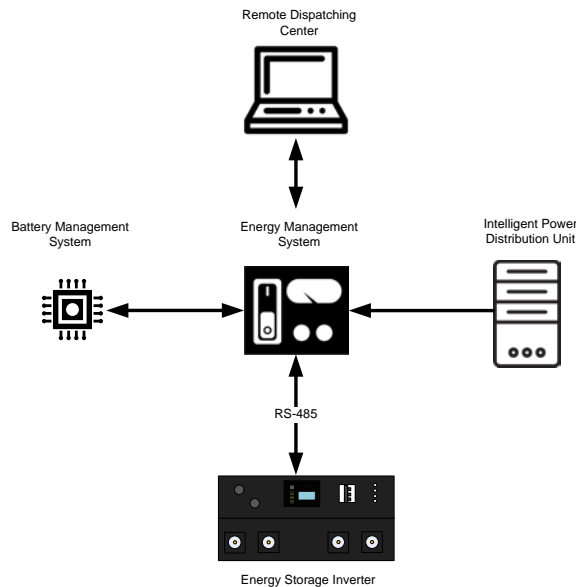 Remote Dispatching
Center
Battery Management
System
Energy Management
System
Intelligent Power
Distribution Unit
RS-485
Energy Storage Inverter